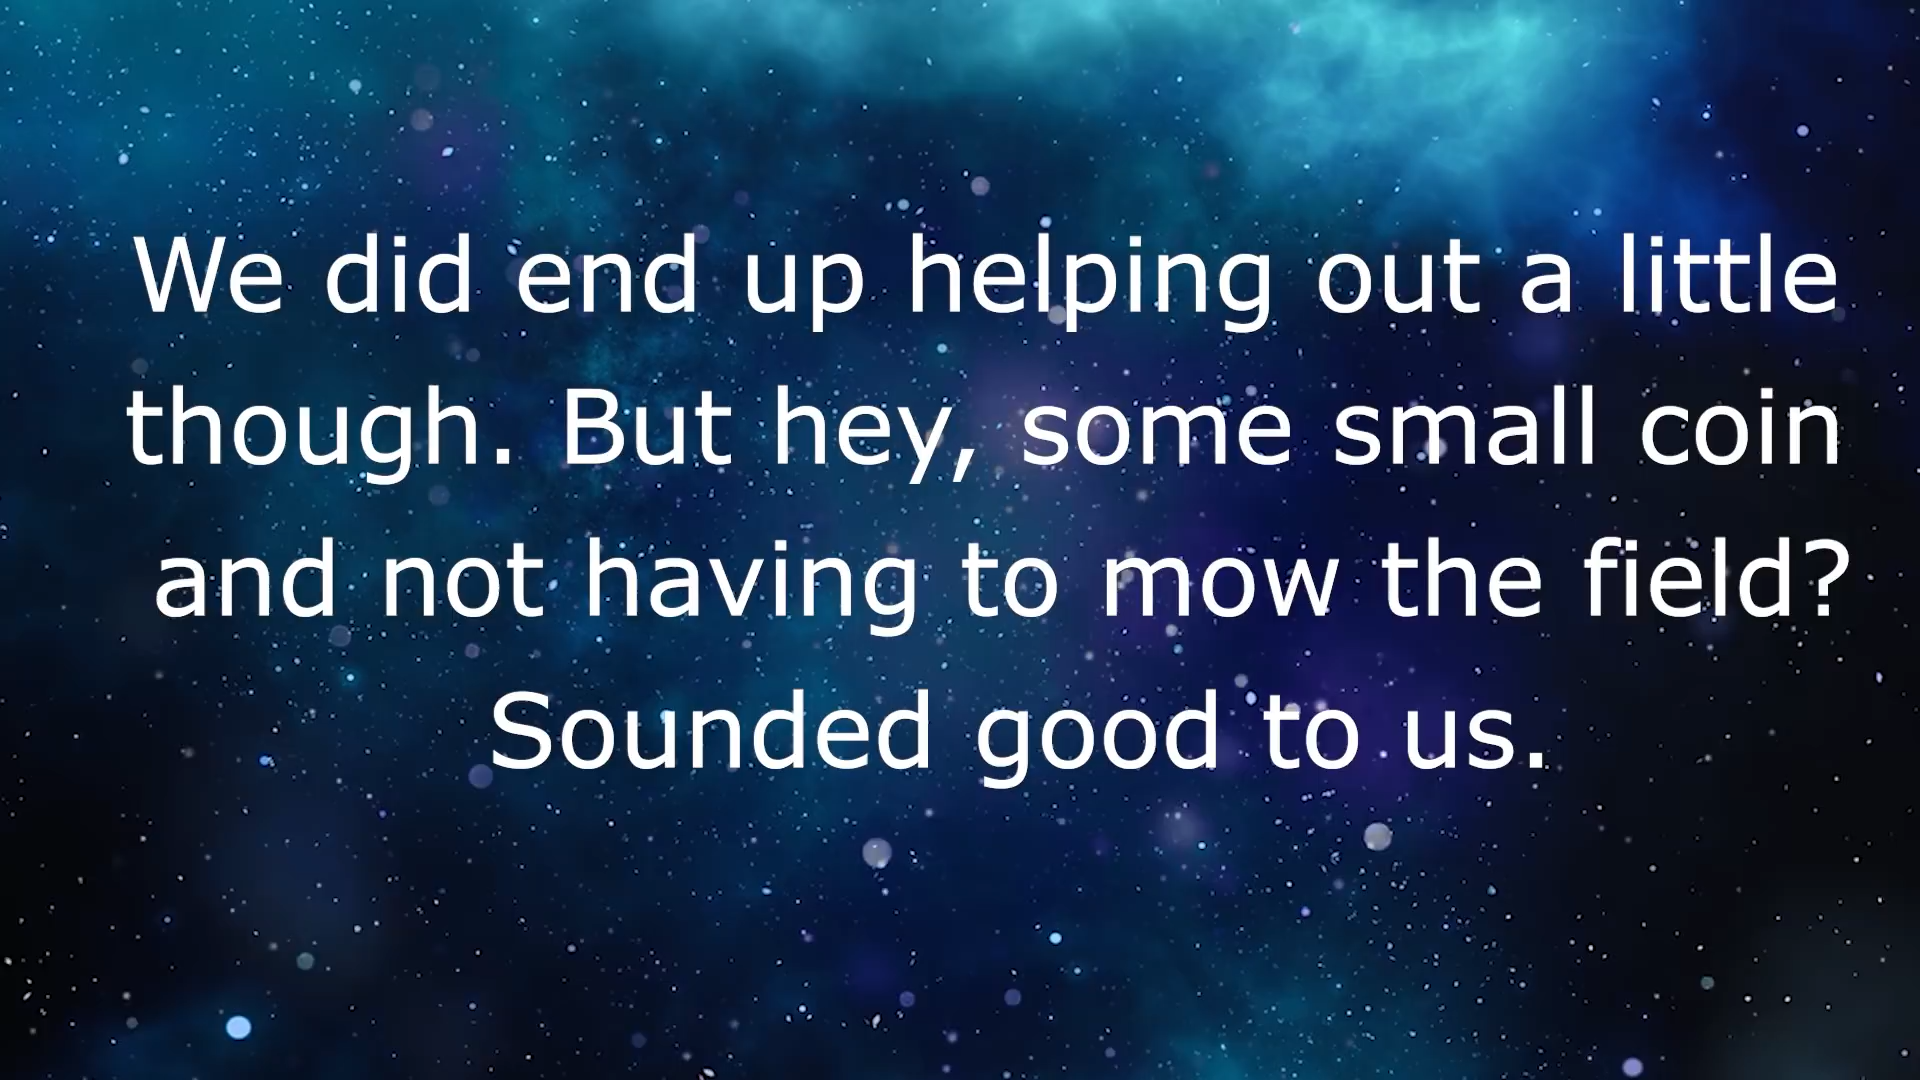 We did end up helping out a little
though. But hey, some small coin
and not having to mow the field?
Sounded good to us.